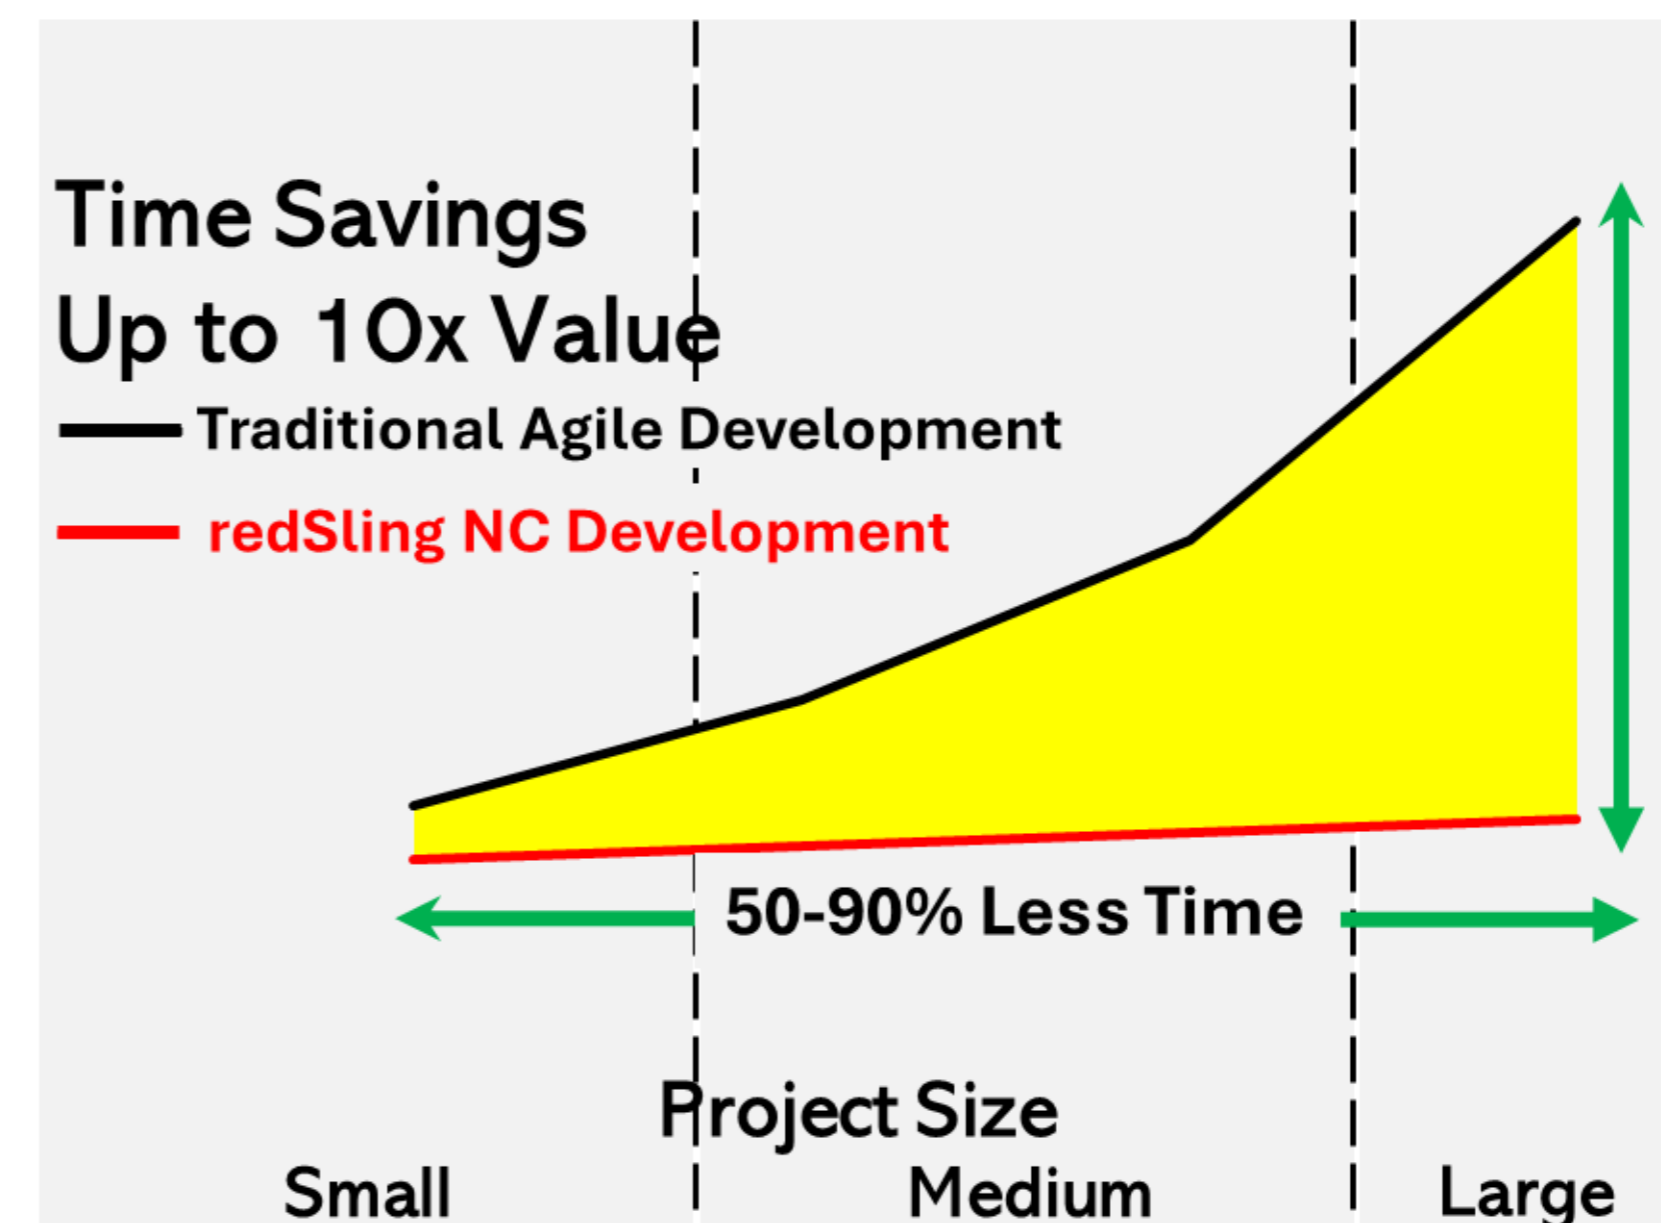 Time Savings
Up to 10x Value
Traditional Agile Development
redSling NC Development
50-90% Less Time
Project Size
Small Medium Large